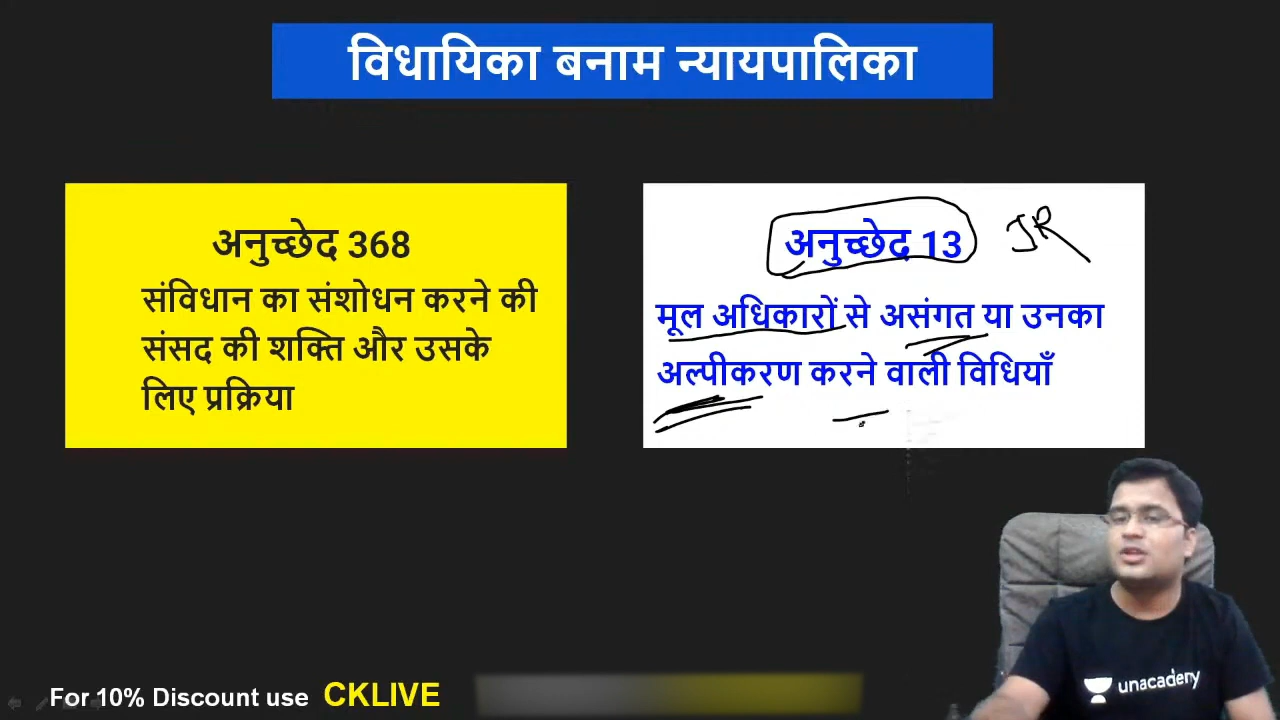 विधायिका बनाम न्यायपालिका
अनुच्छेद 368
संविधान का संशोधन करने की
संसद की शक्ति और उसके
लिए प्रक्रिया
अनुच्छेद 13
JR
मूल अधिकारों से असंगत या उनका
अल्पीकरण करने वाली विधियाँ
unacademy
For 10% Discount use CKLIVE